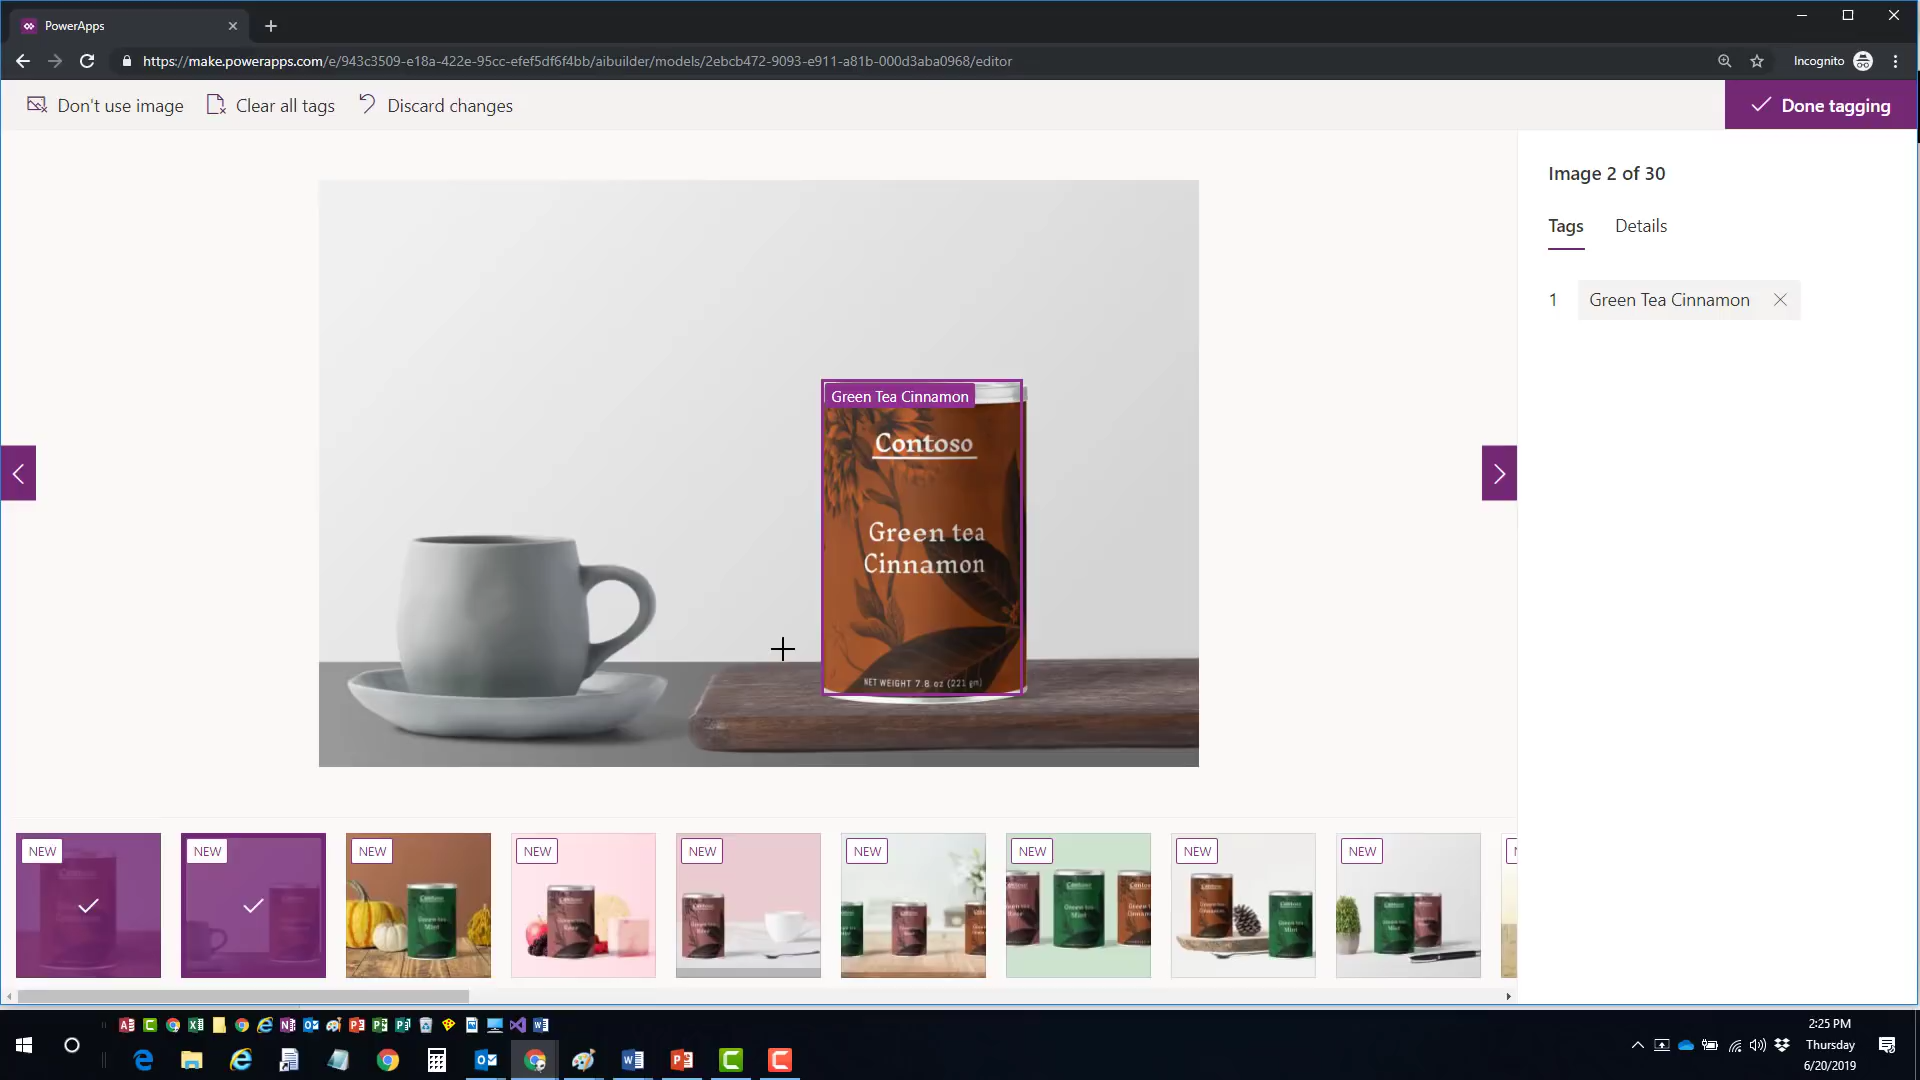 PowerApps
https://make.powerapps.com/e/943c3509-e18a-422e-95cc-efef5df6f4bb/aibuilder/models/2ebcb472-9093-e911-a81b-000d3aba0968/editor
Incognito
Don't use image
Clear all tags
Discard changes
Done tagging
Image 2 of 30
Tags
Details
1
Green Tea Cinnamon
Green Tea Cinnamon
Contoso
Green tea
Cinnamon
NET WEIGHT 7.8 oz (221 gm)
NEW
NEW
NEW
NEW
NEW
NEW
NEW
NEW
NEW
2:25 PM
Thursday
6/20/2019